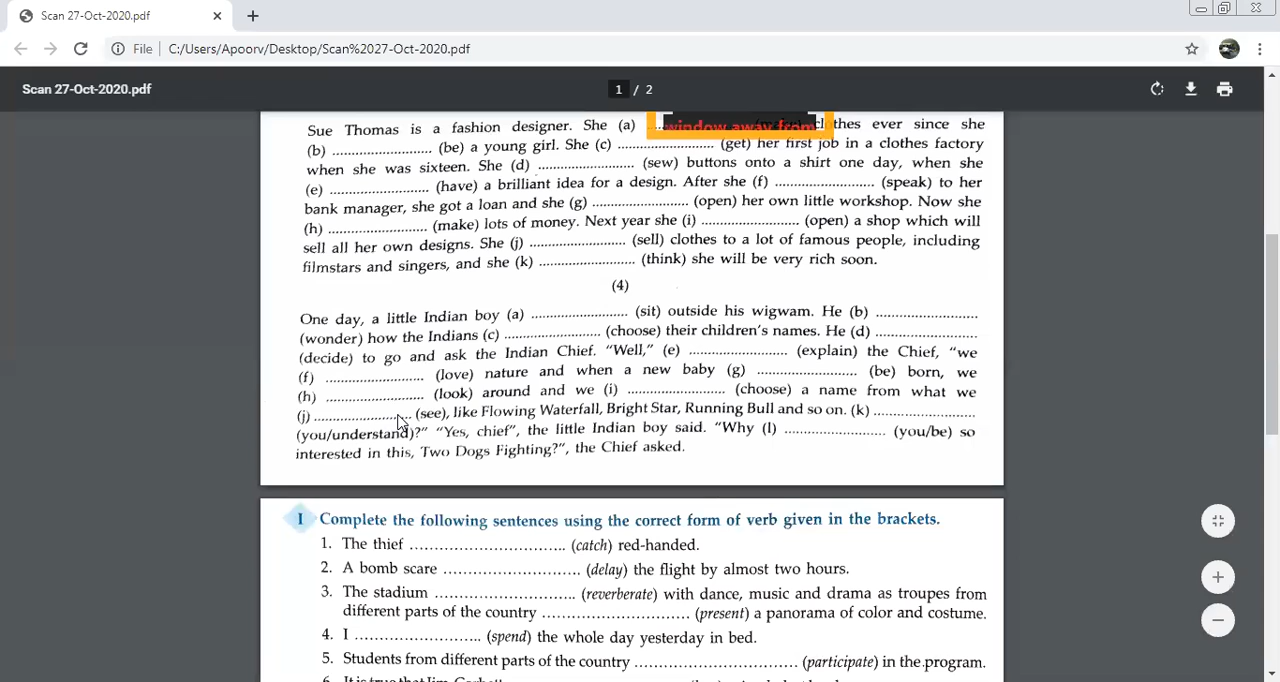 Scan 27-Oct-2020.pdf
File | C:/Users/Apoorv/Desktop/Scan%2027-Oct-2020.pdf
Scan 27-Oct-2020.pdf
1 / 2
window away from
Sue Thomas is a fashion designer. She (a) (make) clothes ever since she
(b) ........................ (be) a young girl. She (c) ........................ (get) her first job in a clothes factory
when she was sixteen. She (d) ........................ (sew) buttons onto a shirt one day, when she
(e) ........................ (have) a brilliant idea for a design. After she (f) ........................ (speak) to her
bank manager, she got a loan and she (g) ........................ (open) her own little workshop. Now she
(h) ........................ (make) lots of money. Next year she (i) ........................ (open) a shop which will
sell all her own designs. She (j) ........................ (sell) clothes to a lot of famous people, including
filmstars and singers, and she (k) ........................ (think) she will be very rich soon.
(4)
One day, a little Indian boy (a) ........................ (sit) outside his wigwam. He (b) ........................
(wonder) how the Indians (c) ........................ (choose) their children's names. He (d) ........................
(decide) to go and ask the Indian Chief. "Well," (e) ........................ (explain) the Chief, "we
(f) ........................ (love) nature and when a new baby (g) ........................ (be) born, we
(h) ........................ (look) around and we (i) ........................ (choose) a name from what we
(j) ........................ (see), like Flowing Waterfall, Bright Star, Running Bull and so on. (k) ........................
(you/understand)?" "Yes, chief", the little Indian boy said. "Why (l) ........................ (you/be) so
interested in this, Two Dogs Fighting?", the Chief asked.
I Complete the following sentences using the correct form of verb given in the brackets.
1. The thief ................................ (catch) red-handed.
2. A bomb scare ............................ (delay) the flight by almost two hours.
3. The stadium ............................ (reverberate) with dance, music and drama as troupes from
different parts of the country ................................ (present) a panorama of color and costume.
4. I .......................... (spend) the whole day yesterday in bed.
5. Students from different parts of the country ................................ (participate) in the program.
6. It is true that Jim